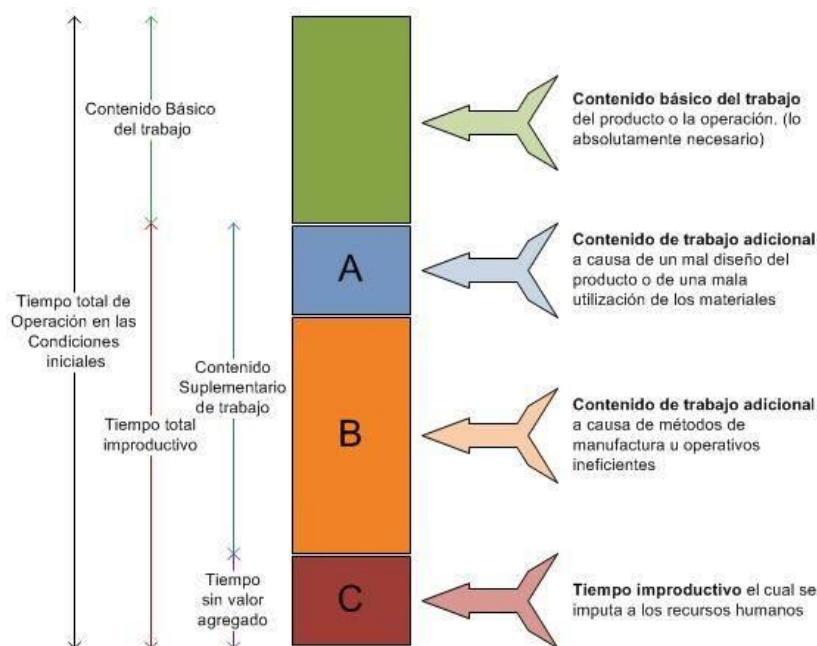 Contenido Básico
del trabajo
Tiempo total de
Operación en las
Condiciones
iniciales
Tiempo total
improductivo
Contenido
Suplementario
de trabajo
Tiempo
sin valor
agregado
A
B
C
Contenido básico del trabajo
del producto o la operación. (lo
absolutamente necesario)
Contenido de trabajo adicional
a causa de un mal diseño del
producto o de una mala
utilización de los materiales
Contenido de trabajo adicional
a causa de métodos de
manufactura u operativos
ineficientes
Tiempo improductivo el cual se
imputa a los recursos humanos